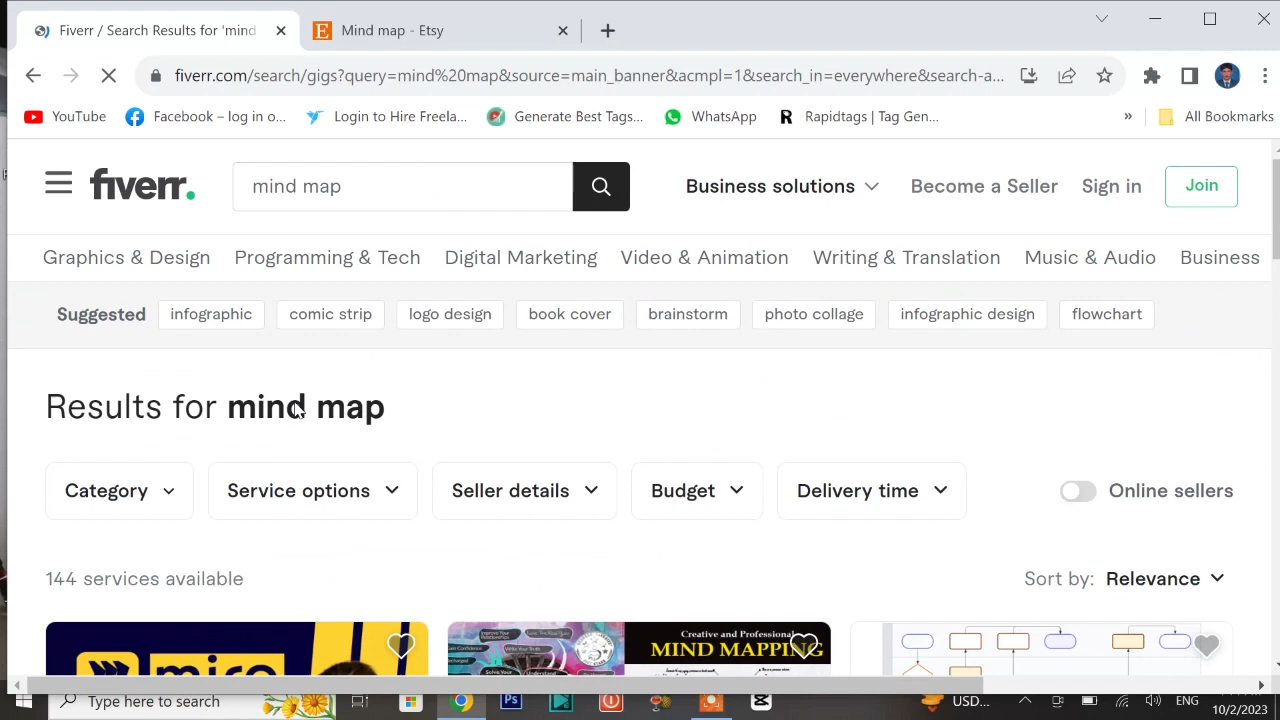 Fiverr / Search Results for 'mind
Mind map - Etsy
fiverr.com/search/gigs?query=mind%20map&source=main_banner&acmpl=1&search_in=everywhere&search-a...
YouTube
Facebook – log in o...
Login to Hire Freela...
Generate Best Tags...
WhatsApp
R Rapidtags | Tag Gen...
»
All Bookmarks
fiverr.
mind map
Business solutions
Become a Seller
Sign in
Join
Graphics & Design
Programming & Tech
Digital Marketing
Video & Animation
Writing & Translation
Music & Audio
Business
Suggested
infographic
comic strip
logo design
book cover
brainstorm
photo collage
infographic design
flowchart
Results for mind map
Category
Service options
Seller details
Budget
Delivery time
Online sellers
144 services available
Sort by: Relevance
miro
Creative and Professional
MIND MAPPING
Type here to search
Ps
USD...
ENG
10/2/2023